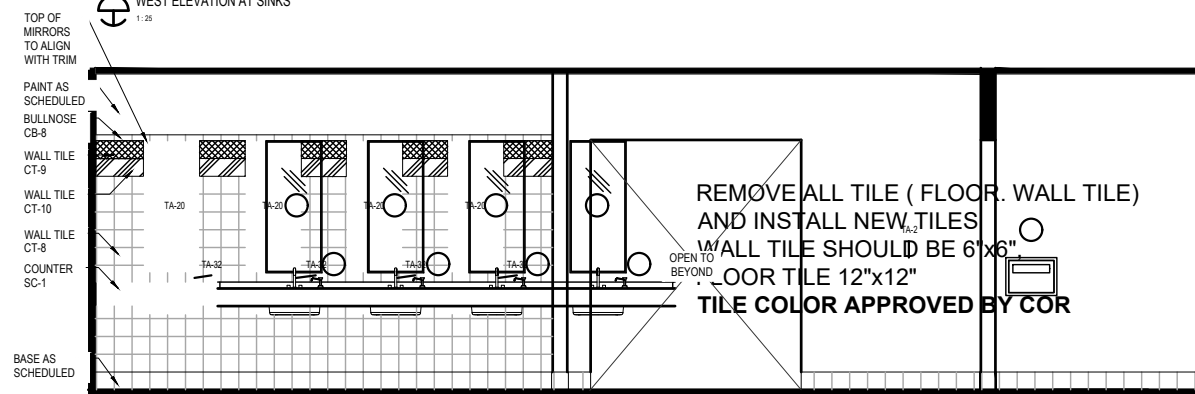 WEST ELEVATION AT SINKS
1 : 25
TOP OF
MIRRORS
TO ALIGN
WITH TRIM
PAINT AS
SCHEDULED
BULLNOSE
CB-8
WALL TILE
CT-9
WALL TILE
CT-10
WALL TILE
CT-8
COUNTER
SC-1
BASE AS
SCHEDULED
TA-20
TA-20
TA-20
TA-20
TA-32
TA-32
TA-32
OPEN TO
BEYOND
REMOVE ALL TILE ( FLOOR. WALL TILE)
AND INSTALL NEW TILES
TA-2
WALL TILE SHOULD BE 6"x6" ,
FLOOR TILE 12"x12"
TILE COLOR APPROVED BY COR